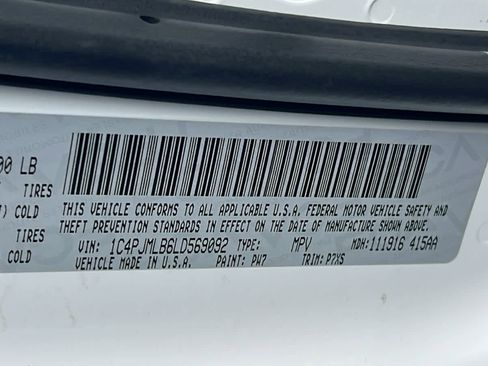 00 LB
TIRES
COLD
TIRES
COLD
THIS VEHICLE CONFORMS TO ALL APPLICABLE U.S.A. FEDERAL MOTOR VEHICLE SAFETY AND
THEFT PREVENTION STANDARDS IN EFFECT ON THE DATE OF MANUFACTURE SHOWN ABOVE.
VIN: 1C4PJMLB6LD569092 TYPE: MPV MDH:111916 415AA
VEHICLE MADE IN U.S.A. PAINT: PW7 TRIM: P7XS